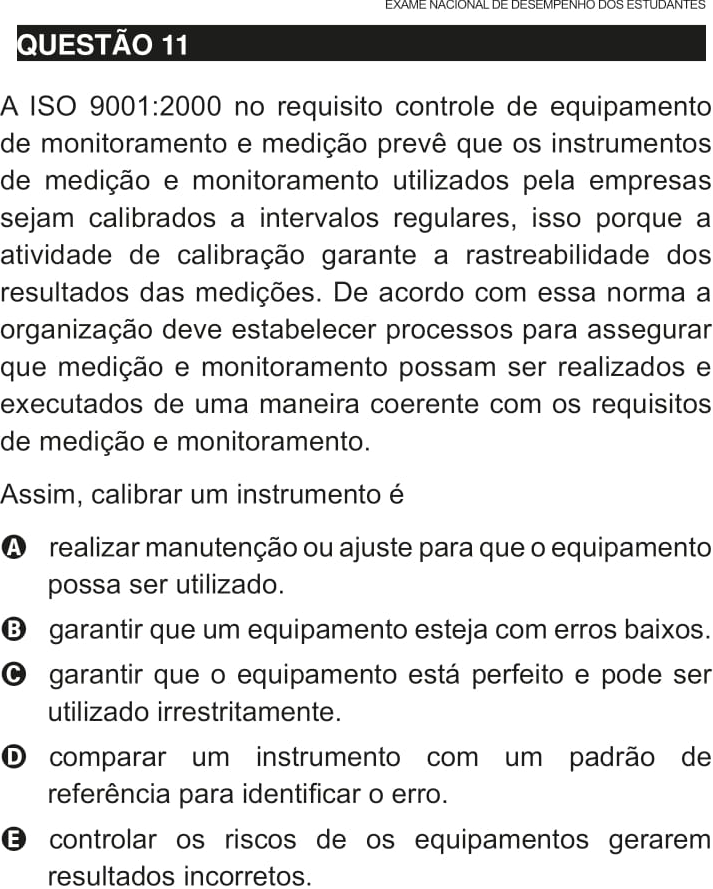 EXAME NACIONAL DE DESEMPENHO DOS ESTUDANTES
QUESTÃO 11
A ISO 9001:2000 no requisito controle de equipamento
de monitoramento e medição prevê que os instrumentos
de medição e monitoramento utilizados pela empresas
sejam calibrados a intervalos regulares, isso porque a
atividade de calibração garante a rastreabilidade dos
resultados das medições. De acordo com essa norma a
organização deve estabelecer processos para assegurar
que medição e monitoramento possam ser realizados e
executados de uma maneira coerente com os requisitos
de medição e monitoramento.
Assim, calibrar um instrumento é
A realizar manutenção ou ajuste para que o equipamento
possa ser utilizado.
B garantir que um equipamento esteja com erros baixos.
C garantir que o equipamento está perfeito e pode ser
utilizado irrestritamente.
D comparar um instrumento com um padrão de
referência para identificar o erro.
E controlar os riscos de os equipamentos gerarem
resultados incorretos.